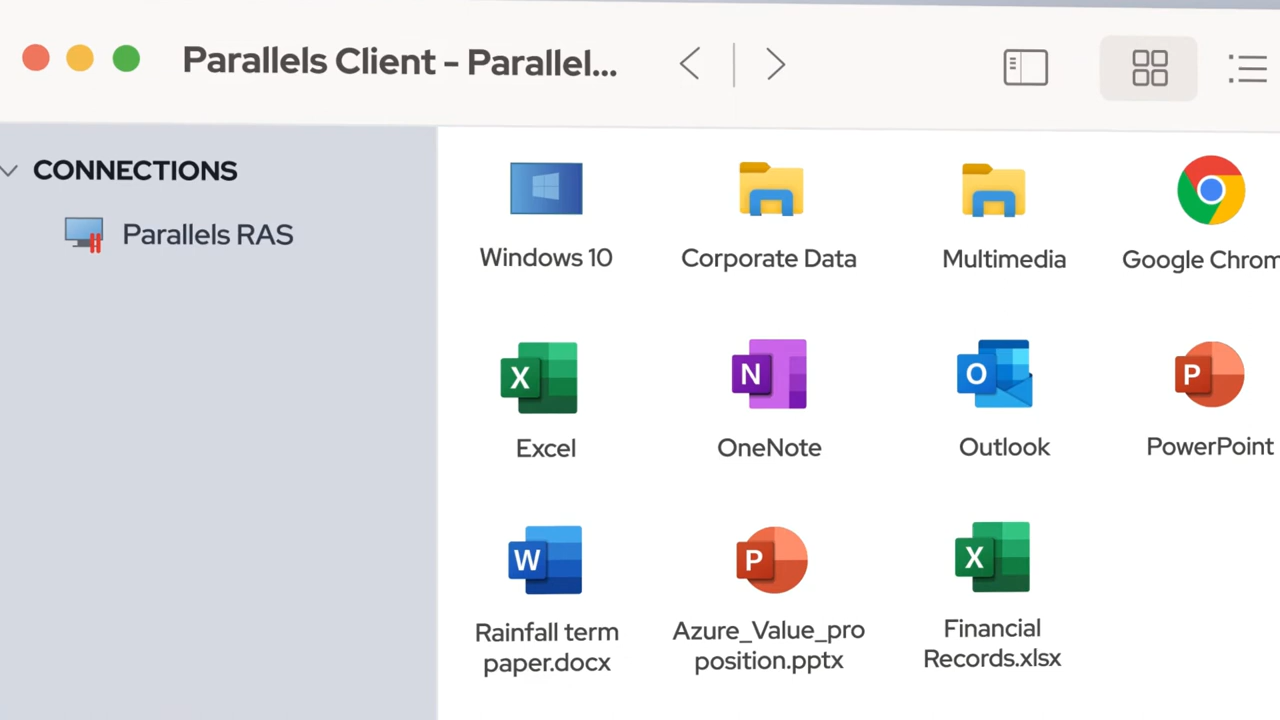 Parallels Client - Parallel...
CONNECTIONS
Parallels RAS
Windows 10
Corporate Data
Multimedia
Google Chrom
X
Excel
N
OneNote
O
Outlook
P
PowerPoint
W
Rainfall term
paper.docx
P
Azure_Value_pro
position.pptx
X
Financial
Records.xlsx